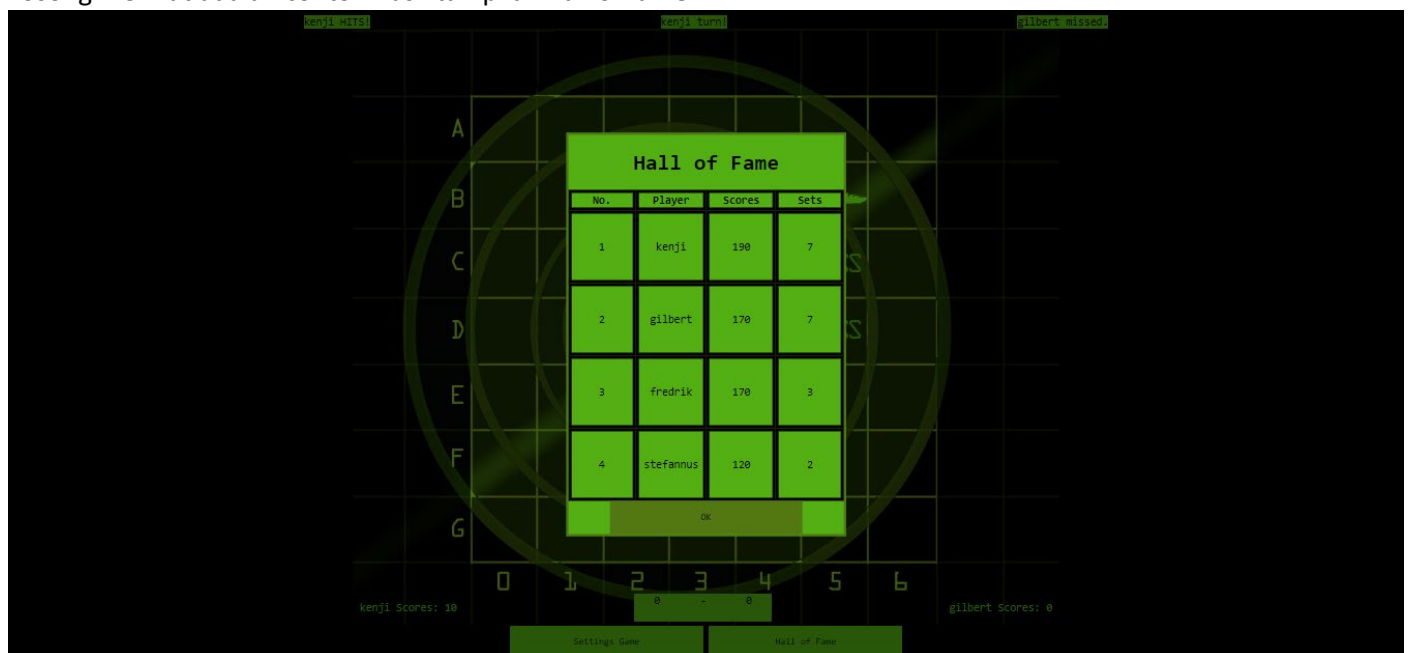 kenji HITS!
kenji turn!
gilbert missed.
A
B
C
D
E
F
G
Hall of Fame
No. Player Scores Sets
1 kenji 190 7
2 gilbert 170 7
3 fredrik 170 3
4 stefannus 120 2
OK
0 1 2 3 4 5 6
kenji Scores: 10
0 - 0
gilbert Scores: 0
Settings Game
Hall of Fame